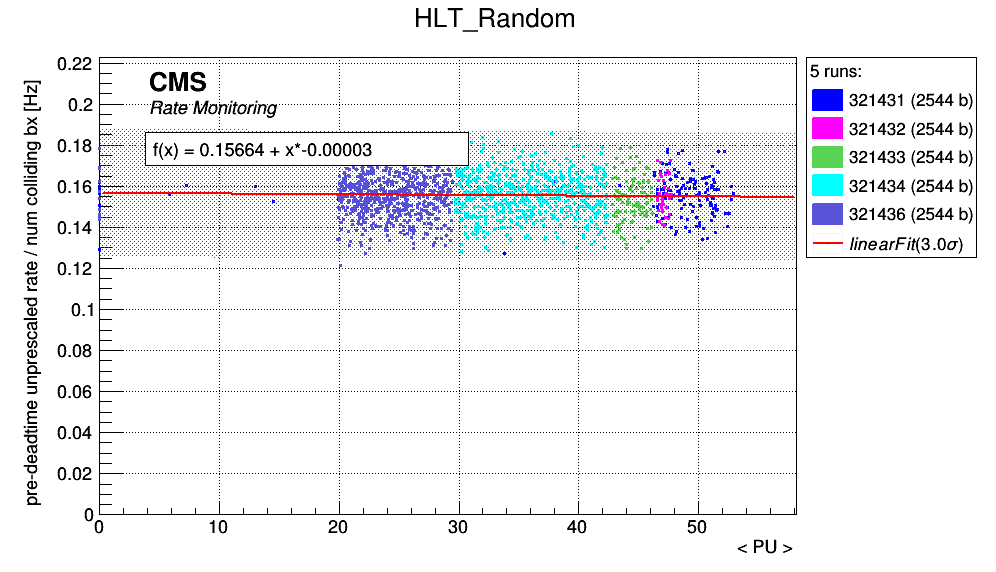 HLT_Random
CMS
Rate Monitoring
f(x) = 0.15664 + x*-0.00003
pre-deadtime unprescaled rate / num colliding bx [Hz]
0.22
0.2
0.18
0.16
0.14
0.12
0.1
0.08
0.06
0.04
0.02
0
0 10 20 30 40 50
< PU >
5 runs:
321431 (2544 b)
321432 (2544 b)
321433 (2544 b)
321434 (2544 b)
321436 (2544 b)
linearFit(3.0σ)